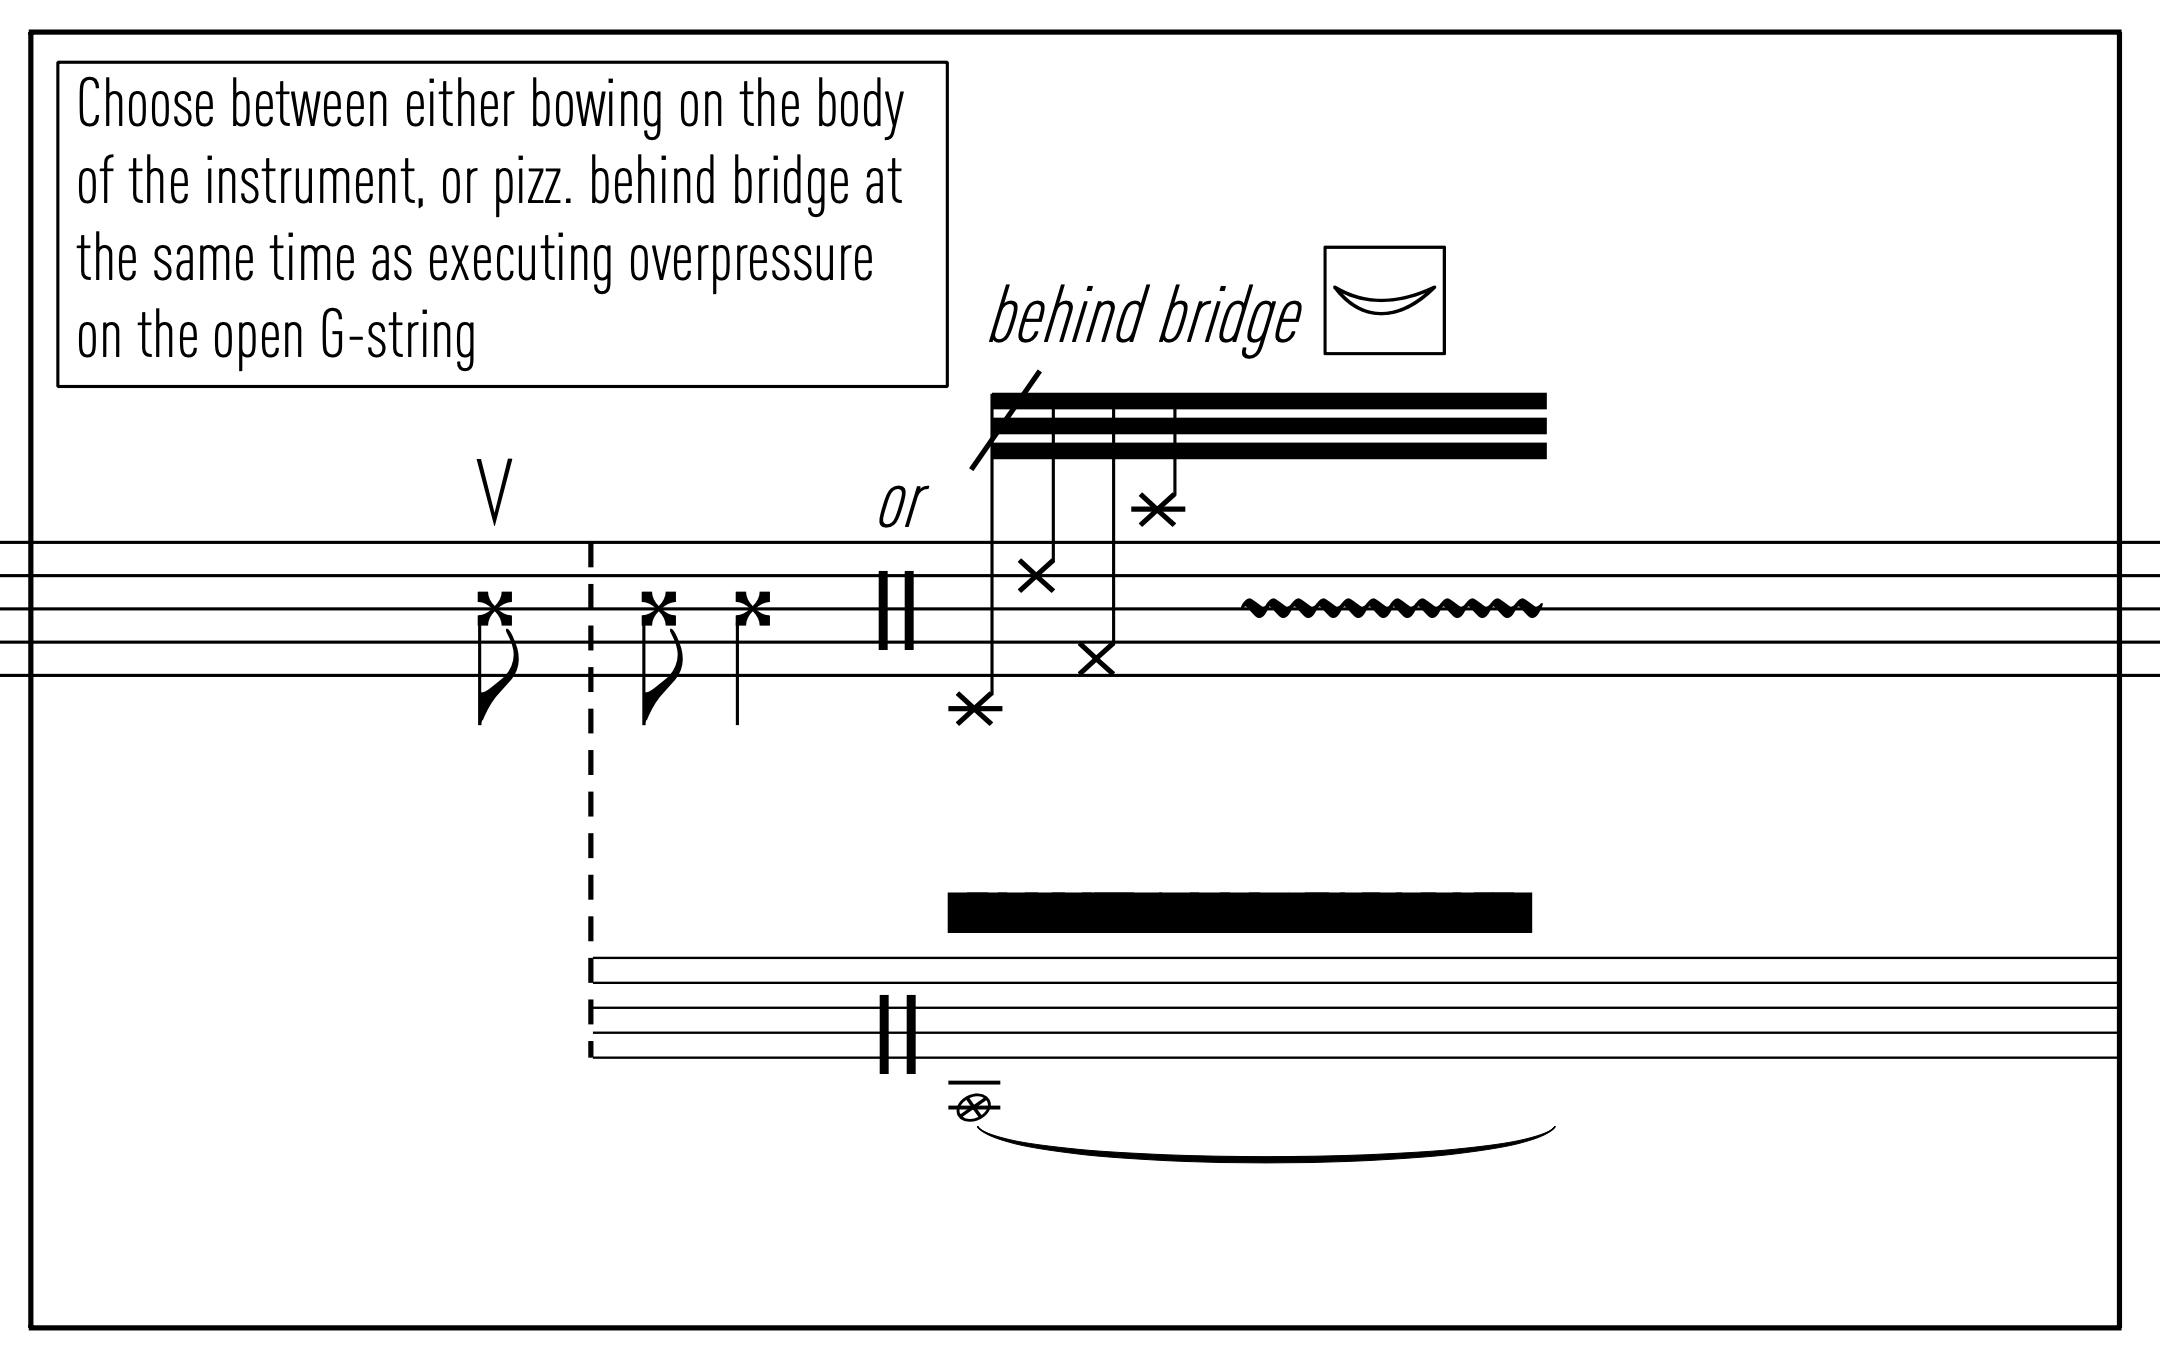 Choose between either bowing on the body
of the instrument, or pizz. behind bridge at
the same time as executing overpressure
on the open G-string
behind bridge
or